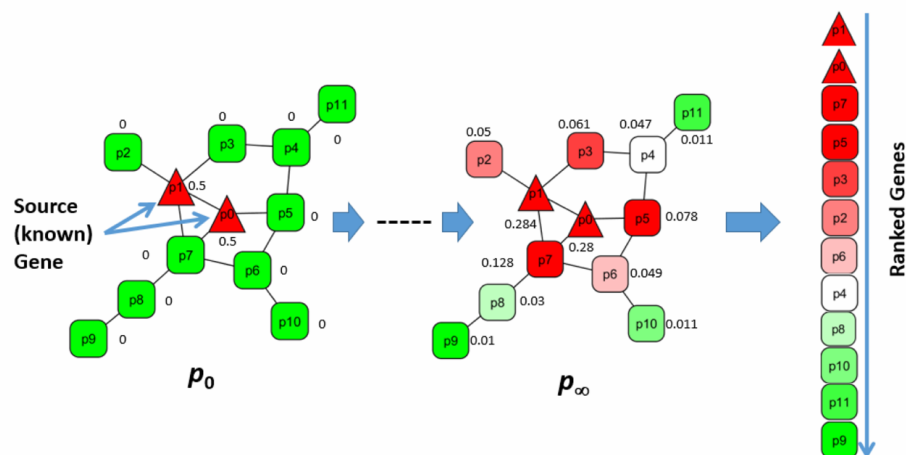 0
p2
0
p3
0
p4
p11
0
p1
0.5
p0
0.5
p5
0
Source
(known)
Gene
0
p7
p6
0
p8
0
p10
0
p9
0
p0
0.05
p2
0.061
p3
0.047
p4
p11
0.011
p1
0.284
p0
0.28
p5
0.078
0.128
p7
p6
0.049
p8
0.03
p10
0.011
p9
0.01
p∞
p1
p0
p7
p5
p3
p2
p6
p4
p8
p10
p11
p9
Ranked Genes